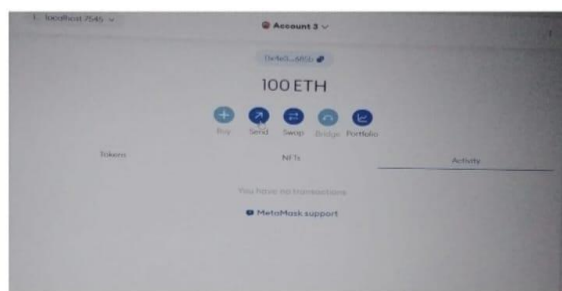 localhost 7545
Account 3
100 ETH
Buy Send Swap Bridge Portfolio
Tokens NFTs Activity
You have no transactions
MetaMask support